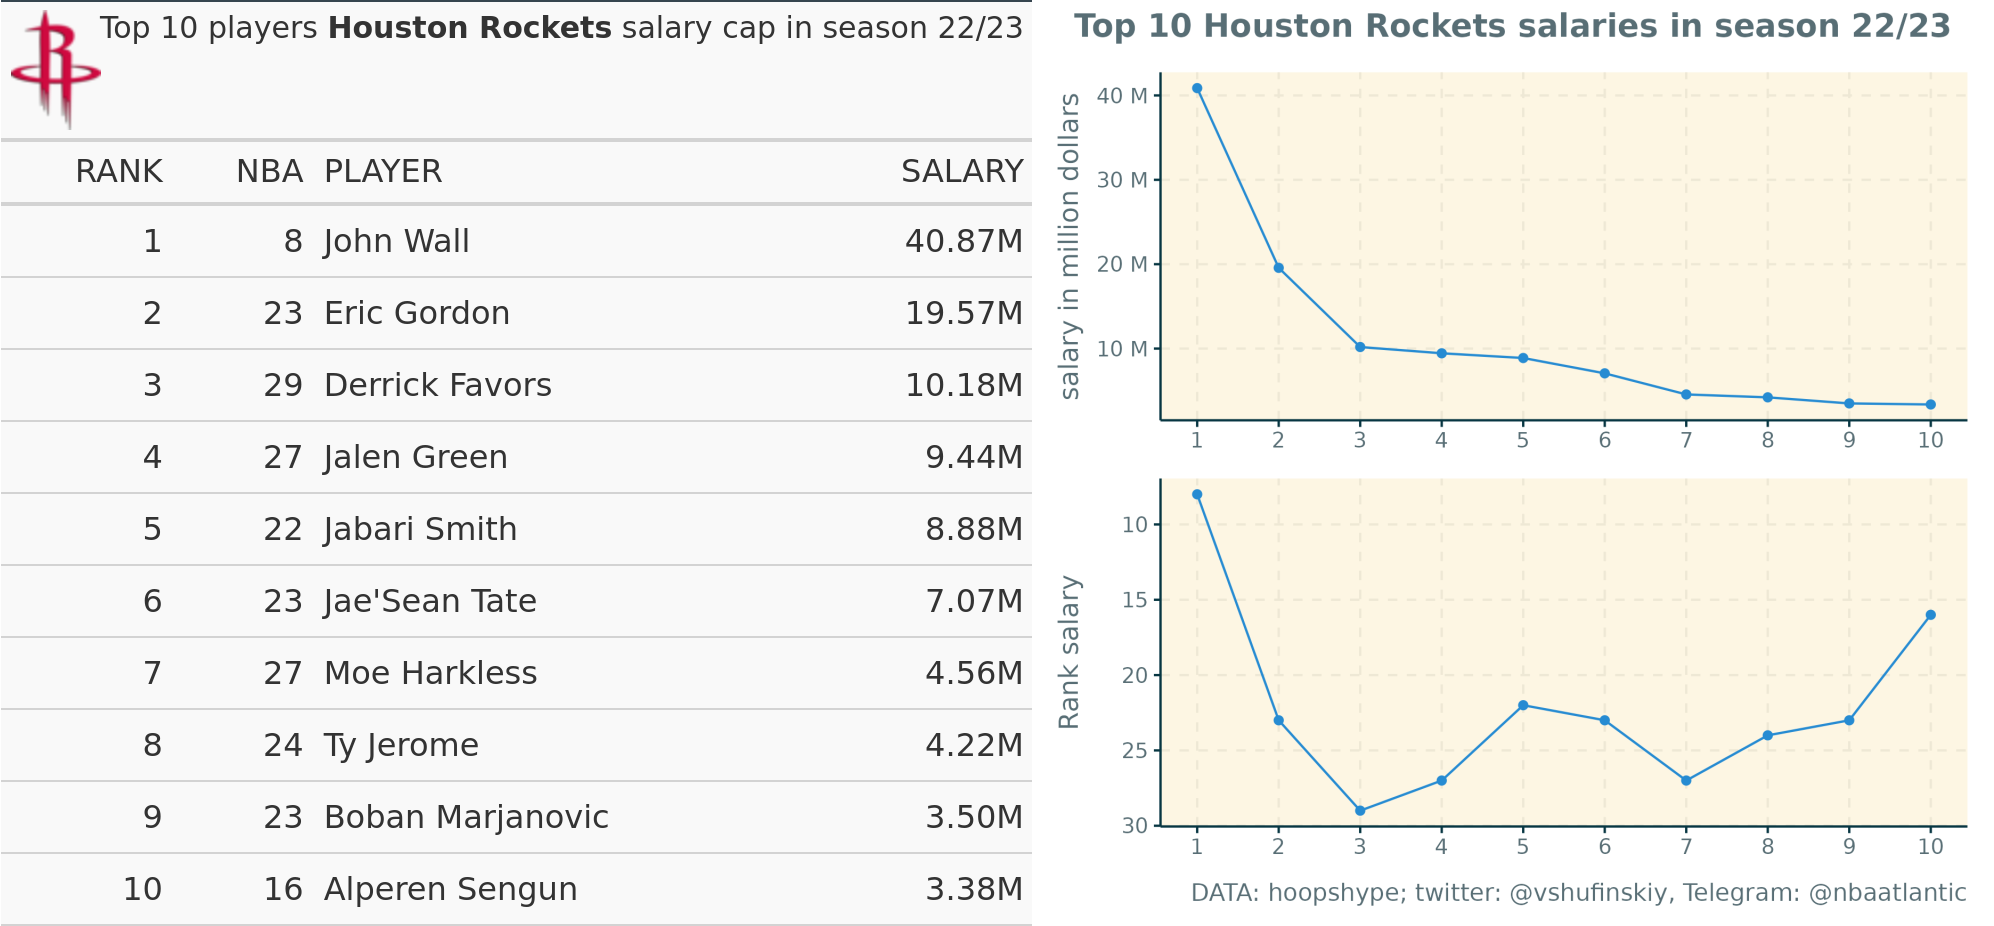 Top 10 players Houston Rockets salary cap in season 22/23
RANK NBA PLAYER SALARY
1 8 John Wall 40.87M
2 23 Eric Gordon 19.57M
3 29 Derrick Favors 10.18M
4 27 Jalen Green 9.44M
5 22 Jabari Smith 8.88M
6 23 Jae'Sean Tate 7.07M
7 27 Moe Harkless 4.56M
8 24 Ty Jerome 4.22M
9 23 Boban Marjanovic 3.50M
10 16 Alperen Sengun 3.38M
Top 10 Houston Rockets salaries in season 22/23
salary in million dollars
40 M
30 M
20 M
10 M
1 2 3 4 5 6 7 8 9 10
Rank salary
10
15
20
25
30
1 2 3 4 5 6 7 8 9 10
DATA: hoopshype; twitter: @vshufinskiy, Telegram: @nbaatlantic